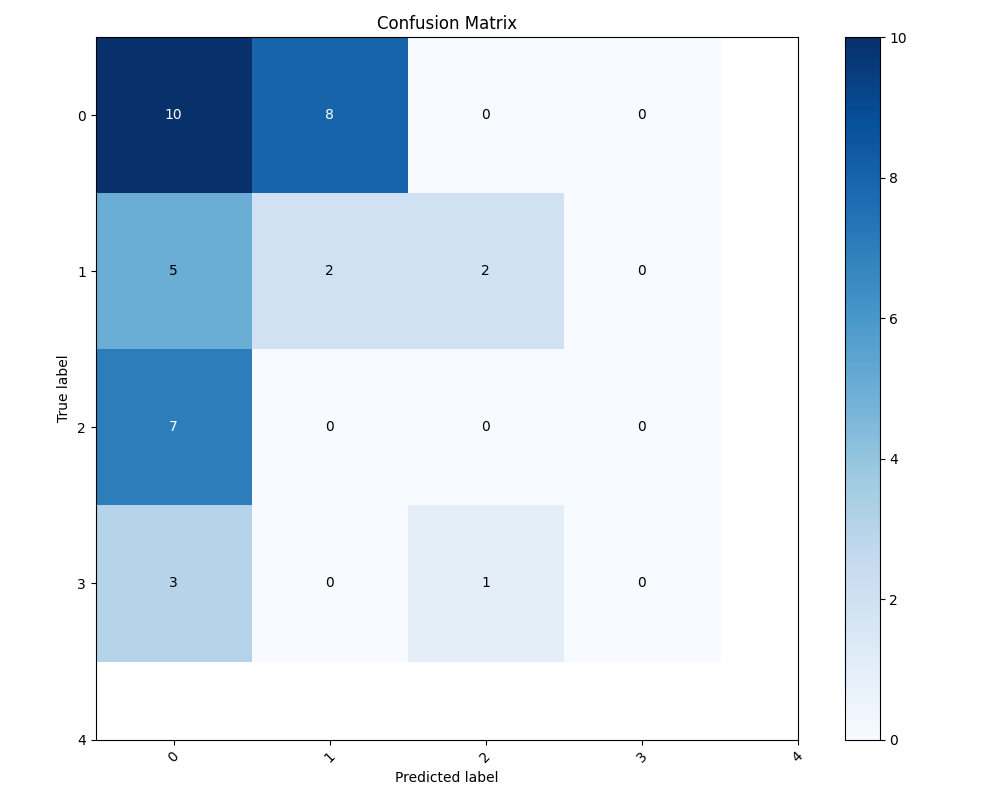 Confusion Matrix
True label
0 10 8 0 0
1 5 2 2 0
2 7 0 0 0
3 3 0 1 0
4
0 1 2 3 4
Predicted label
10
8
6
4
2
0